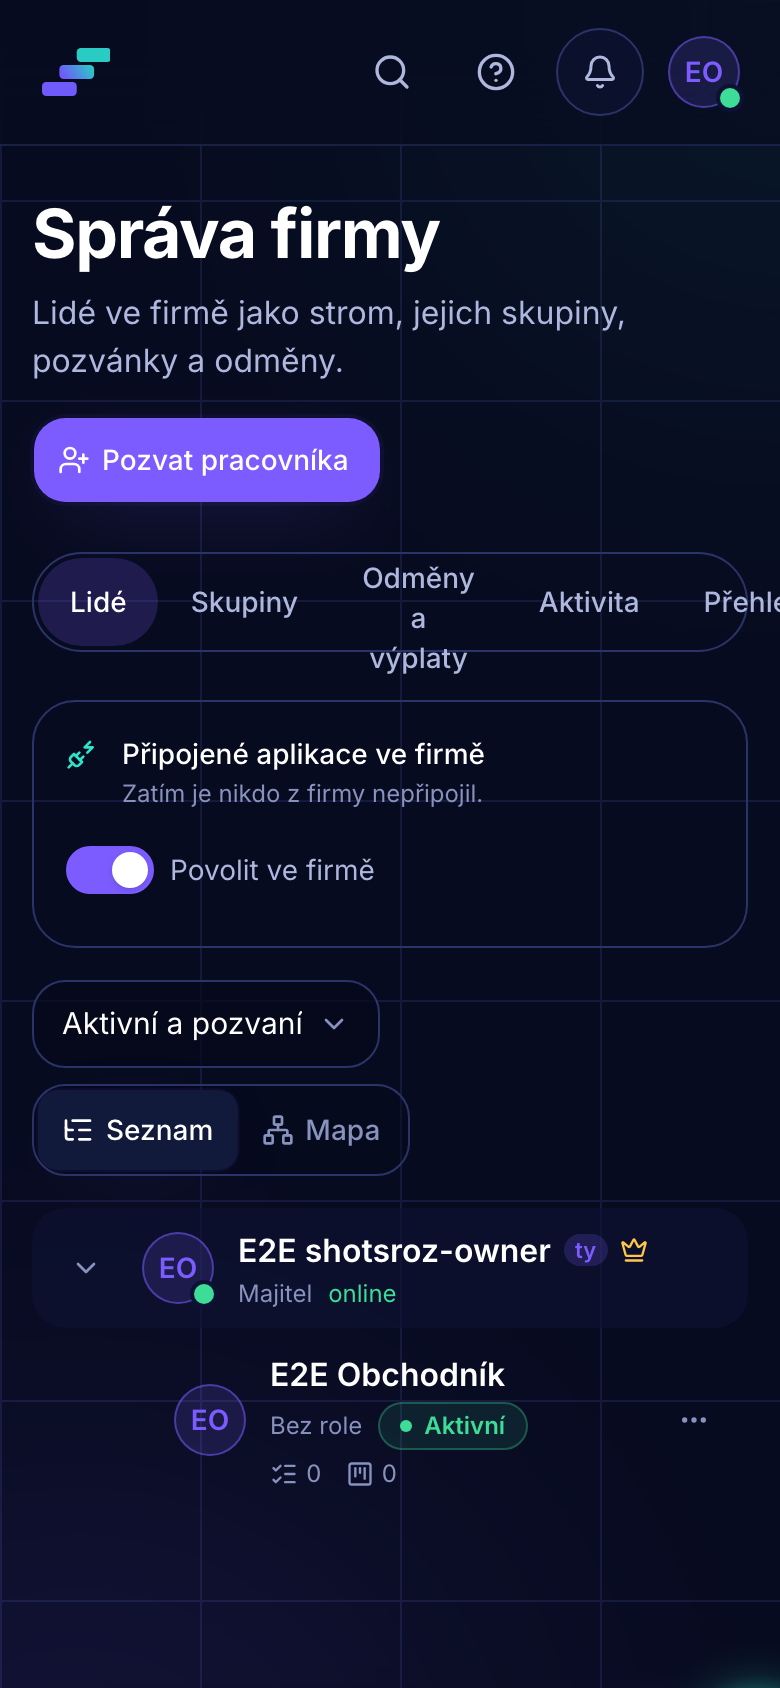 EO
Správa firmy
Lidé ve firmě jako strom, jejich skupiny,
pozvánky a odměny.
Pozvat pracovníka
Lidé
Skupiny
Odměny
a
výplaty
Aktivita
Přehle
Připojené aplikace ve firmě
Zatím je nikdo z firmy nepřipojil.
Povolit ve firmě
Aktivní a pozvaní
Seznam
Mapa
EO
E2E shotsroz-owner ty
Majitel online
EO
E2E Obchodník
Bez role Aktivní
0 0